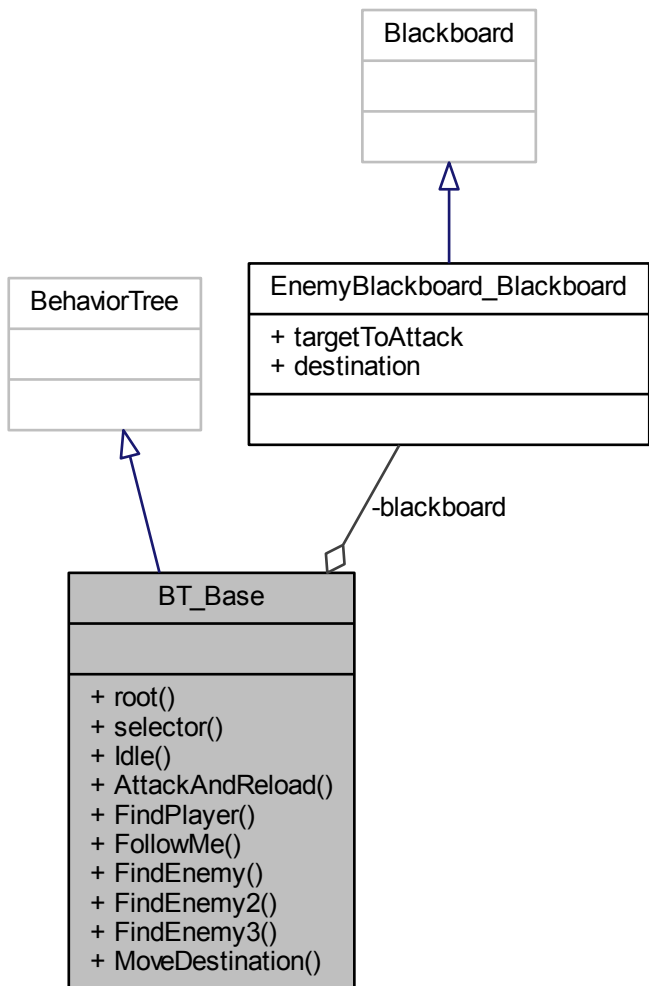 Blackboard
BehaviorTree
EnemyBlackboard_Blackboard
+ targetToAttack
+ destination
-blackboard
BT_Base
+ root()
+ selector()
+ Idle()
+ AttackAndReload()
+ FindPlayer()
+ FollowMe()
+ FindEnemy()
+ FindEnemy2()
+ FindEnemy3()
+ MoveDestination()